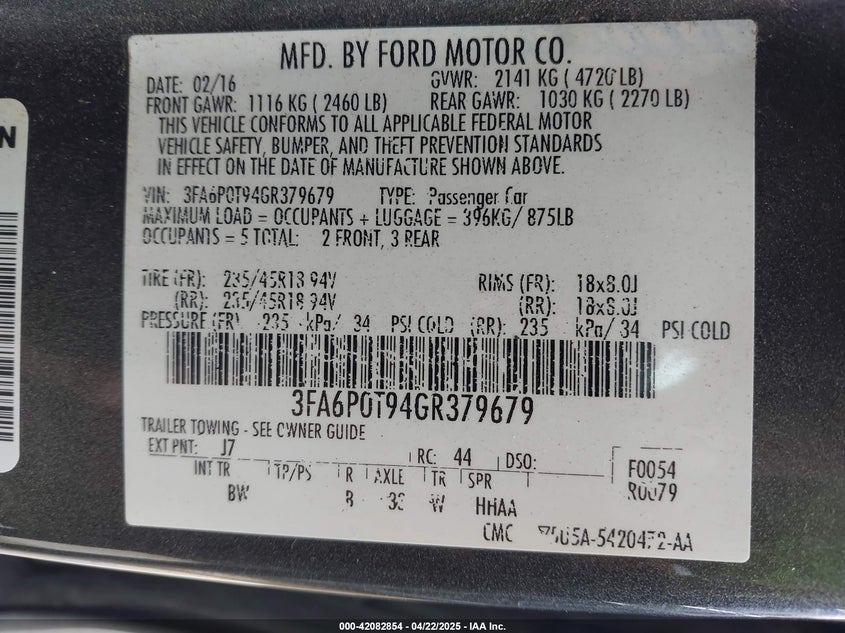 MFD. BY FORD MOTOR CO.
DATE: 02/16 GVWR: 2141 KG ( 4720 LB)
FRONT GAWR: 1116 KG ( 2460 LB) REAR GAWR: 1030 KG ( 2270 LB)
THIS VEHICLE CONFORMS TO ALL APPLICABLE FEDERAL MOTOR
VEHICLE SAFETY, BUMPER, AND THEFT PREVENTION STANDARDS
IN EFFECT ON THE DATE OF MANUFACTURE SHOWN ABOVE.
VIN: 3FA6P0T94GR379679 TYPE: Passenger Car
MAXIMUM LOAD = OCCUPANTS + LUGGAGE = 396KG/ 875LB
OCCUPANTS = 5 TOTAL: 2 FRONT, 3 REAR
TIRE (FR): 235/45R18 94V RIMS (FR): 18x8.0J
(RR): 235/45R18 94V (RR): 18x8.0J
PRESSURE (FR) 235 kPa/ 34 PSI COLD (RR): 235 kPa/ 34 PSI COLD
3FA6P0T94GR379679
TRAILER TOWING - SEE OWNER GUIDE
EXT PNT: J7 RC: 44 DSO: F0054
INT TR TP/PS R AXLE TR SPR R0079
BW B W HHAA
CMC
N
000-42082854 - 04/22/2025 - IAA Inc.